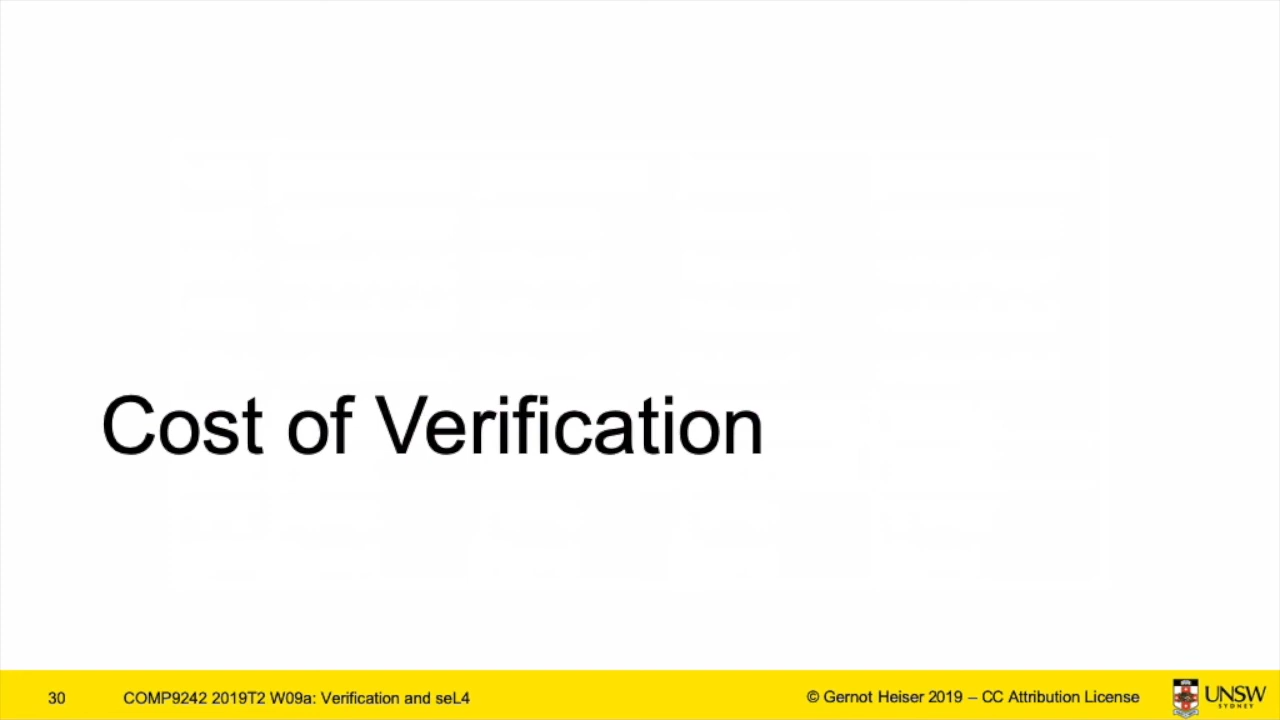 Cost of Verification
30
COMP9242 2019T2 W09a: Verification and seL4
© Gernot Heiser 2019 – CC Attribution License
UNSW
SYDNEY